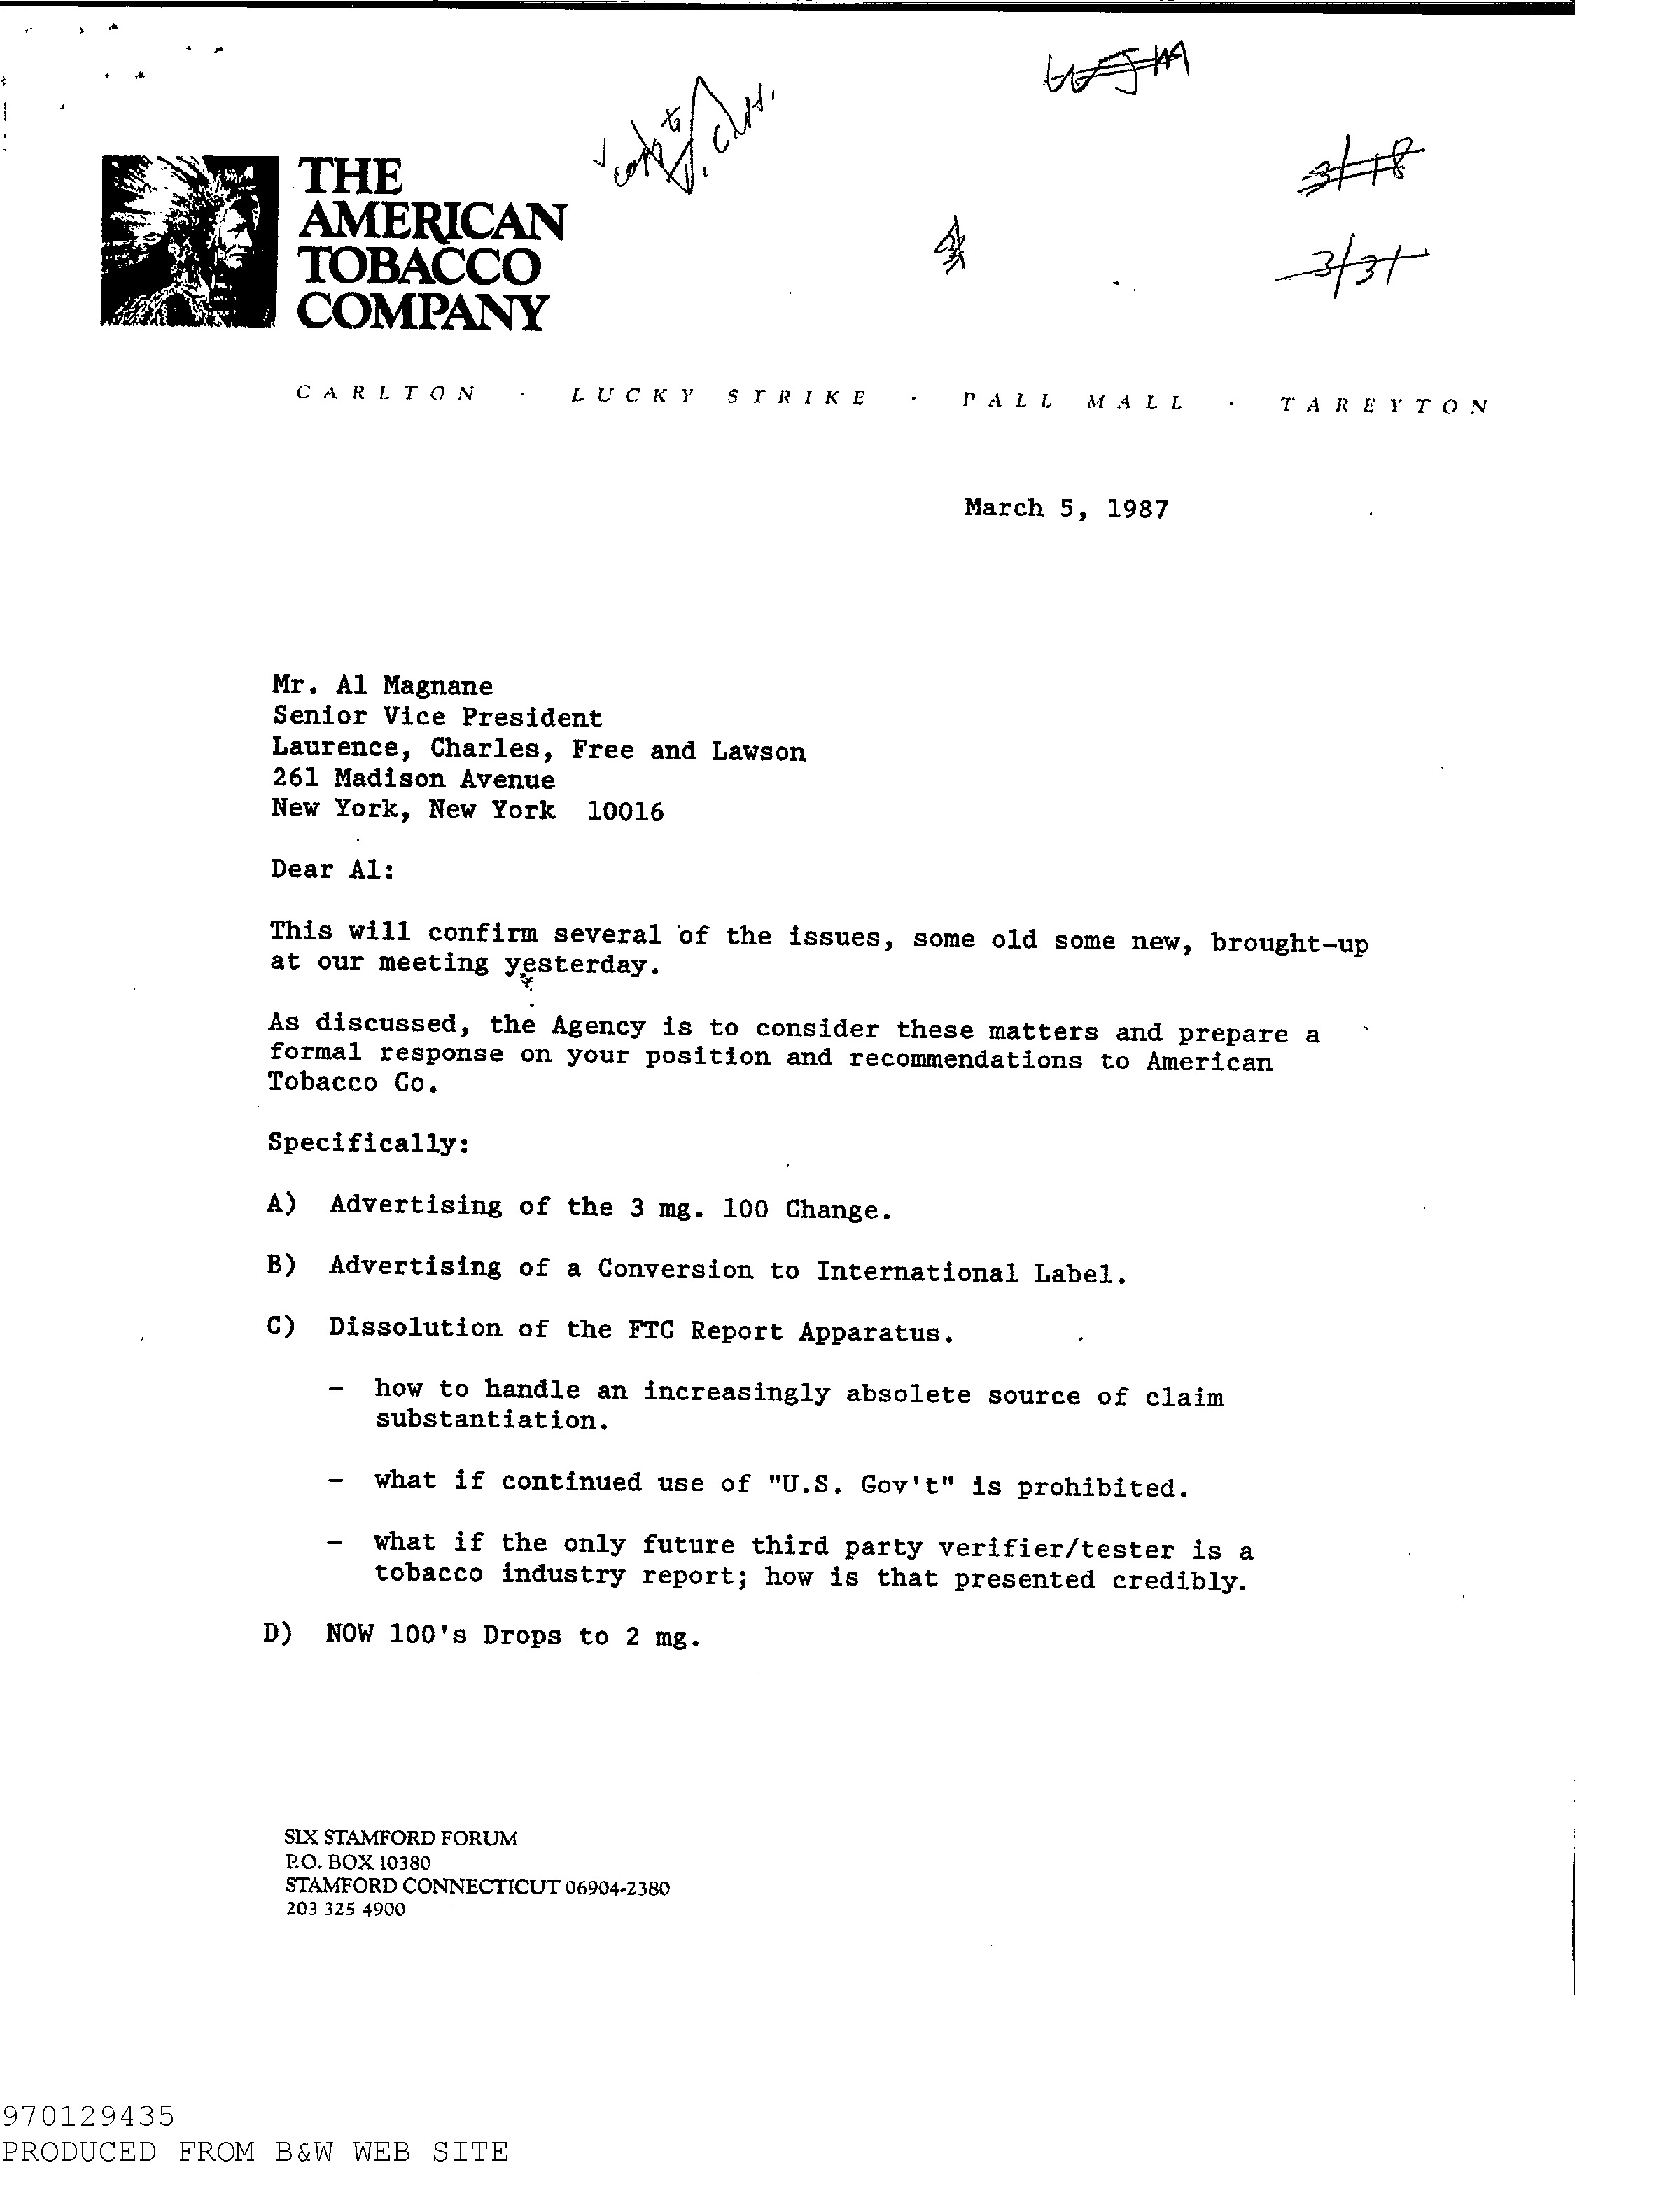 WJM
copy to
3/18
THE
AMERICAN
TOBACCO
COMPANY
3/31
CARLTON · LUCKY STRIKE · PALL MALL · TAREYTON
March 5, 1987
Mr. Al Magnane
Senior Vice President
Laurence, Charles, Free and Lawson
261 Madison Avenue
New York, New York 10016
Dear Al:
This will confirm several of the issues, some old some new, brought-up
at our meeting yesterday.
As discussed, the Agency is to consider these matters and prepare a
formal response on your position and recommendations to American
Tobacco Co.
Specifically:
A) Advertising of the 3 mg. 100 Change.
B) Advertising of a Conversion to International Label.
C) Dissolution of the FTC Report Apparatus.
- how to handle an increasingly absolete source of claim
substantiation.
- what if continued use of "U.S. Gov't" is prohibited.
- what if the only future third party verifier/tester is a
tobacco industry report; how is that presented credibly.
D) NOW 100's Drops to 2 mg.
SIX STAMFORD FORUM
P.O. BOX 10380
STAMFORD CONNECTICUT 06904-2380
203 325 4900
970129435
PRODUCED FROM B&W WEB SITE